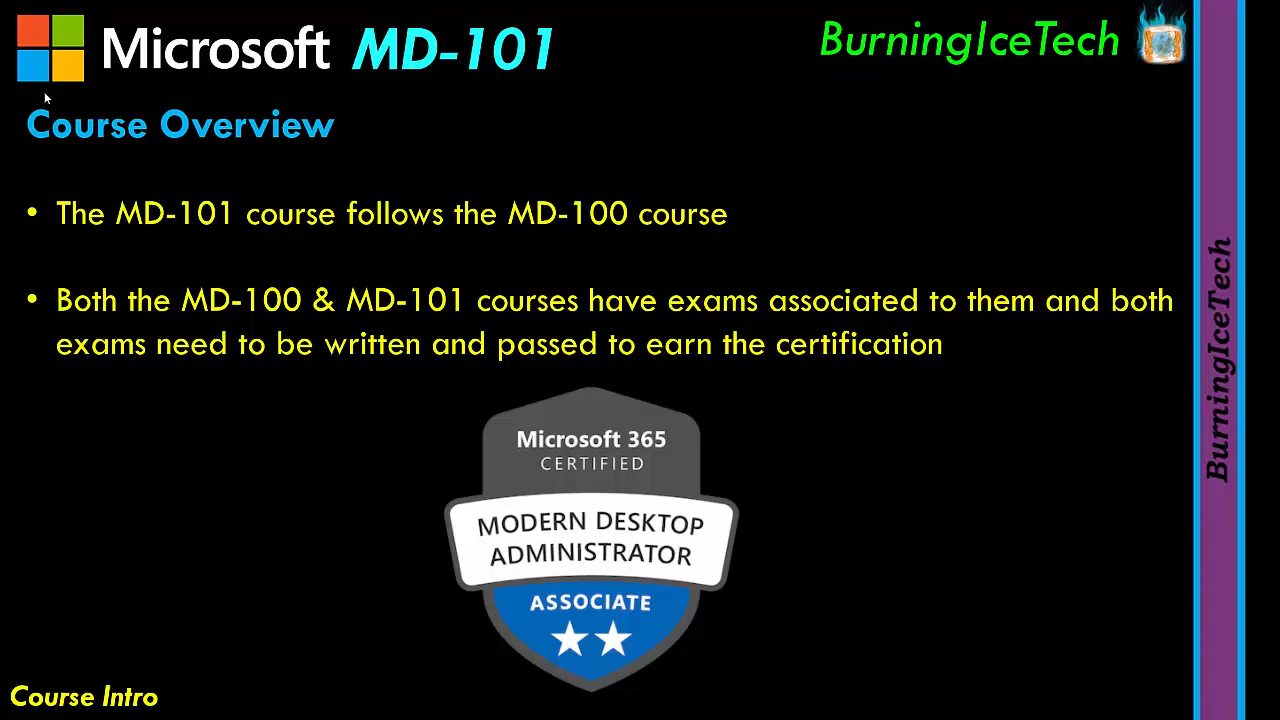 Microsoft MD-101
BurningIceTech
Course Overview
• The MD-101 course follows the MD-100 course
• Both the MD-100 & MD-101 courses have exams associated to them and both
exams need to be written and passed to earn the certification
Microsoft 365
CERTIFIED
MODERN DESKTOP
ADMINISTRATOR
ASSOCIATE
Course Intro
BurningIceTech